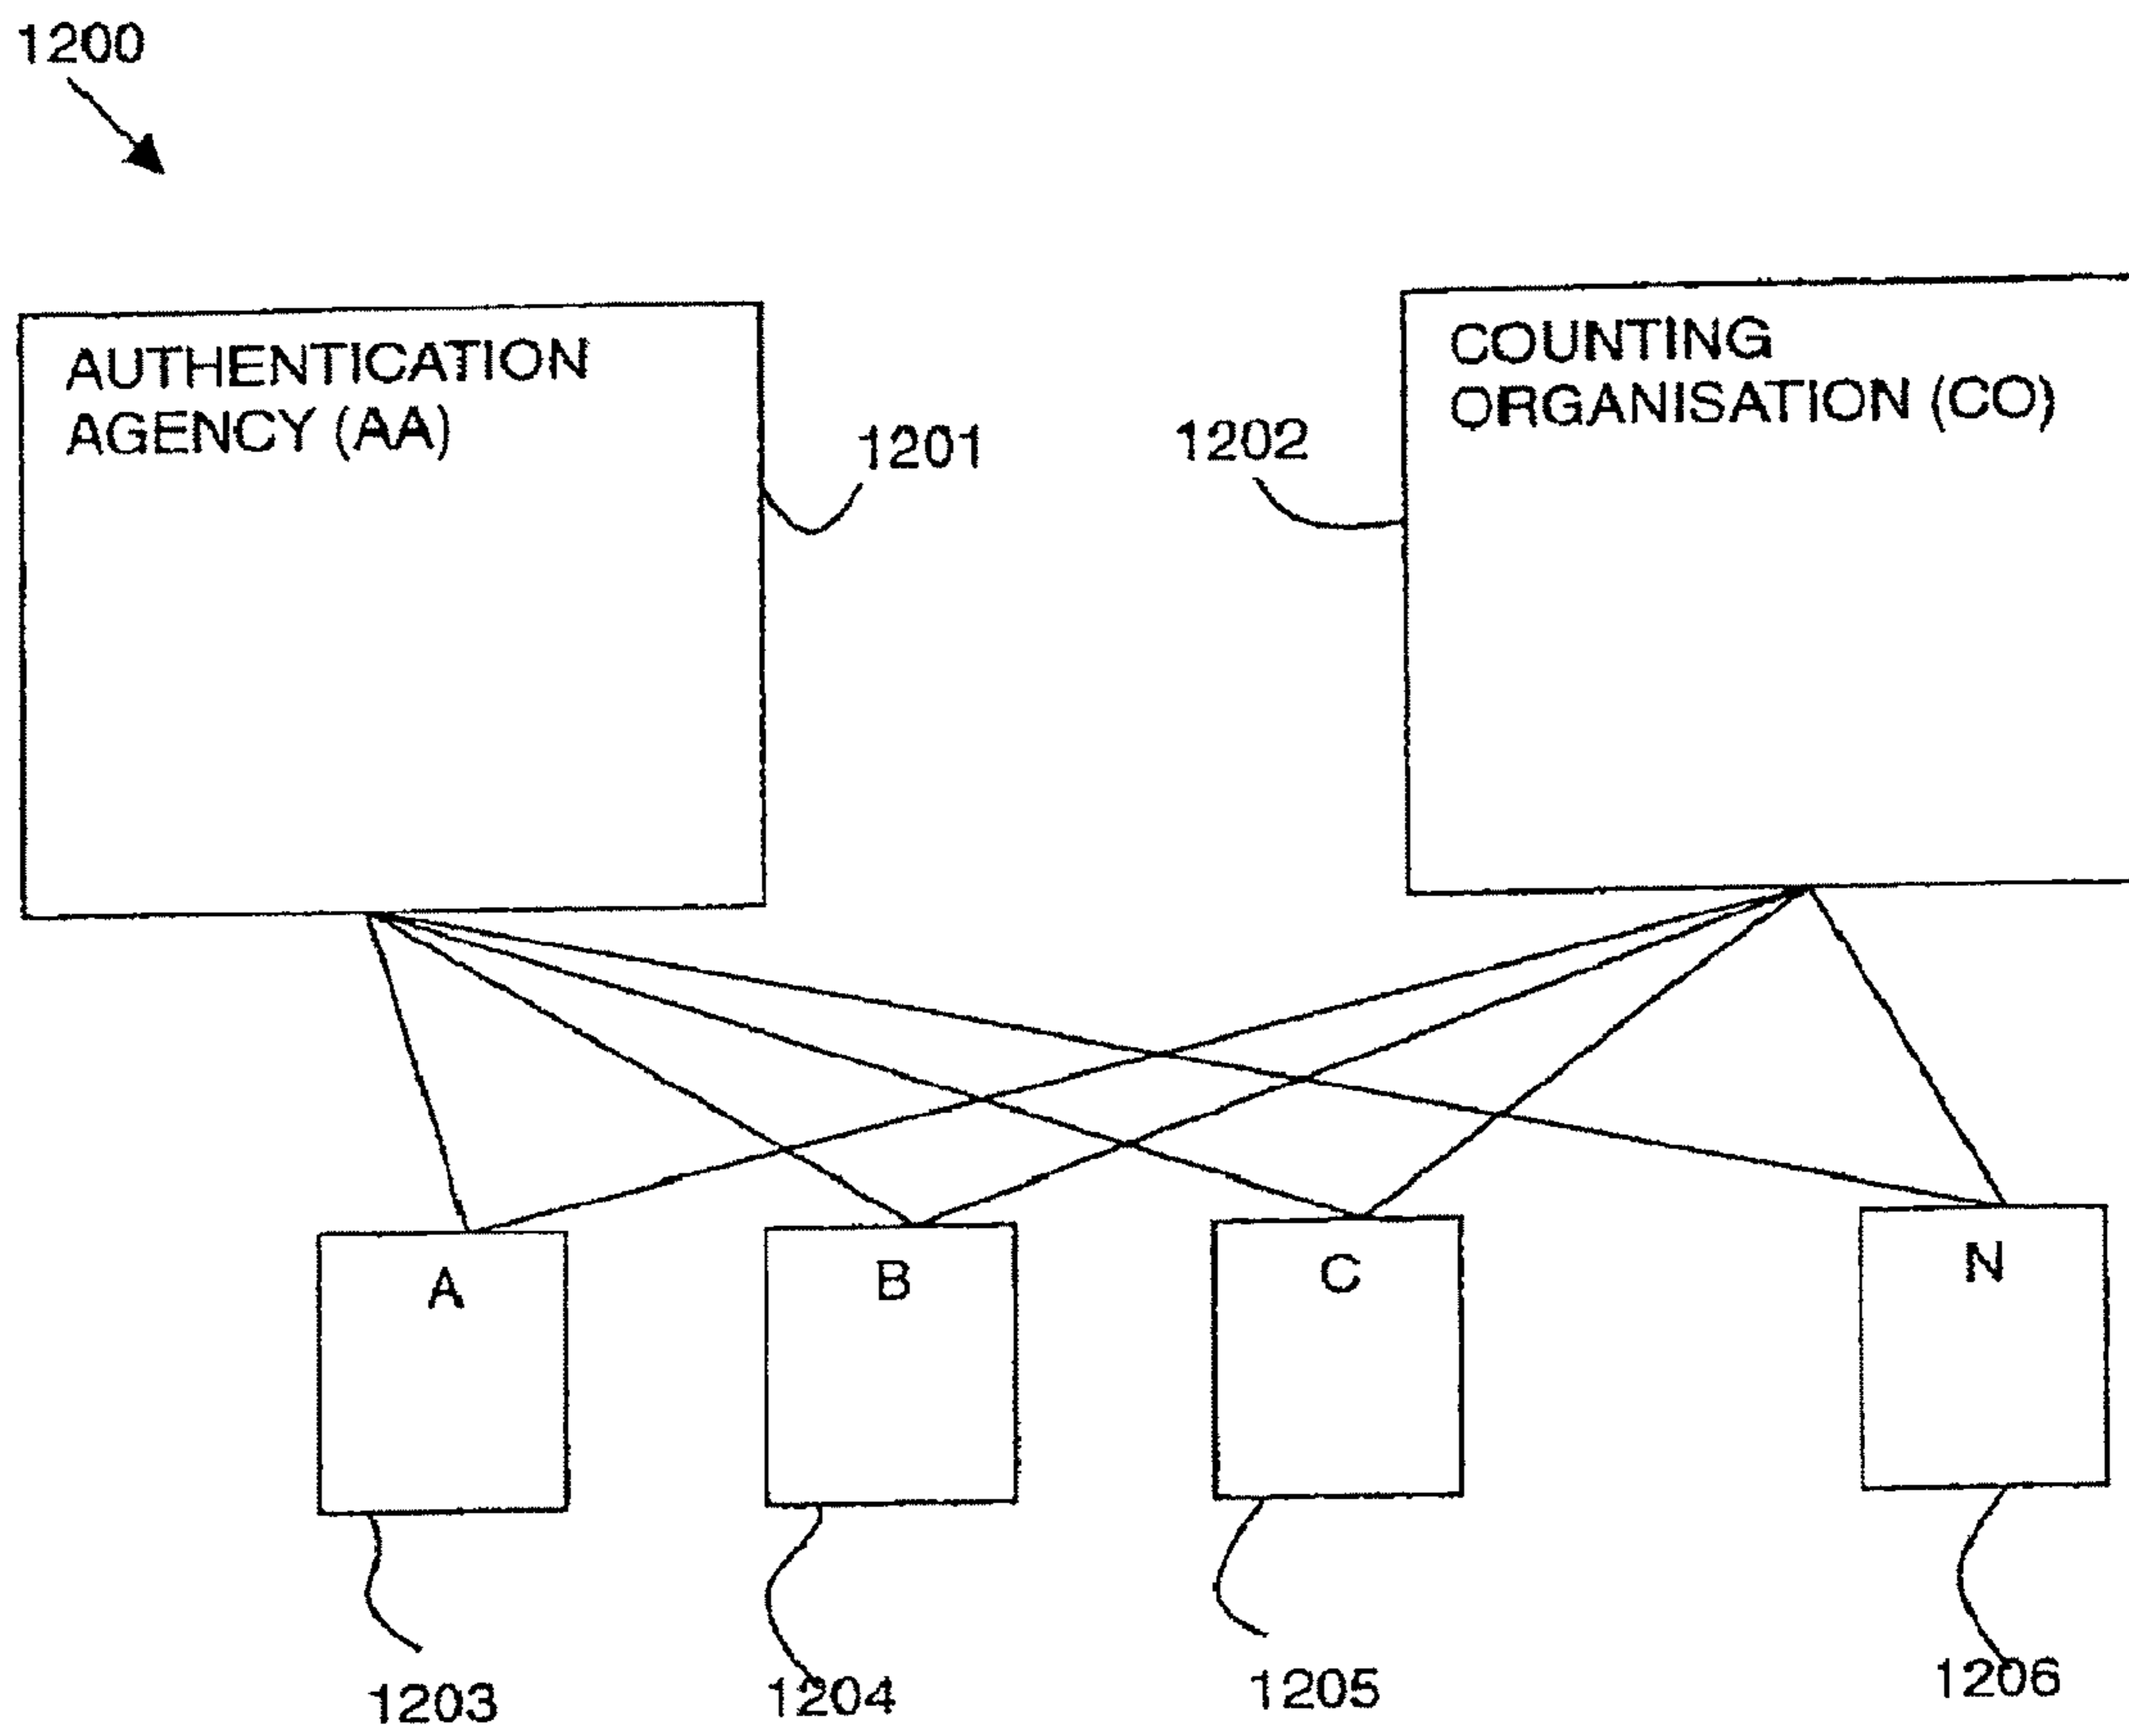 1200
AUTHENTICATION
AGENCY (AA)
1201
1202
COUNTING
ORGANISATION (CO)
A
B
C
N
1203
1204
1205
1206